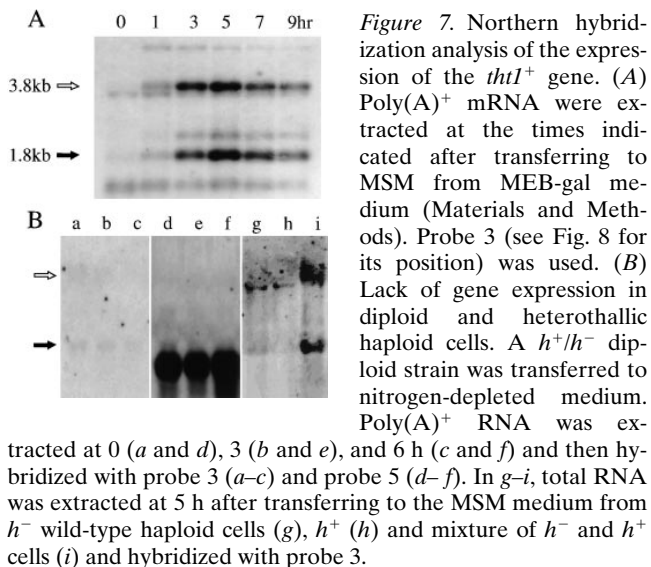 A
0 1 3 5 7 9hr
3.8kb
1.8kb
B
a b c d e f g h i
Figure 7. Northern hybrid-
ization analysis of the expres-
sion of the tht1+ gene. (A)
Poly(A)+ mRNA were ex-
tracted at the times indi-
cated after transferring to
MSM from MEB-gal me-
dium (Materials and Meth-
ods). Probe 3 (see Fig. 8 for
its position) was used. (B)
Lack of gene expression in
diploid and heterothallic
haploid cells. A h+/h− dip-
loid strain was transferred to
nitrogen-depleted medium.
Poly(A)+ RNA was ex-
tracted at 0 (a and d), 3 (b and e), and 6 h (c and f) and then hy-
bridized with probe 3 (a–c) and probe 5 (d– f). In g–i, total RNA
was extracted at 5 h after transferring to the MSM medium from
h− wild-type haploid cells (g), h+ (h) and mixture of h− and h+
cells (i) and hybridized with probe 3.